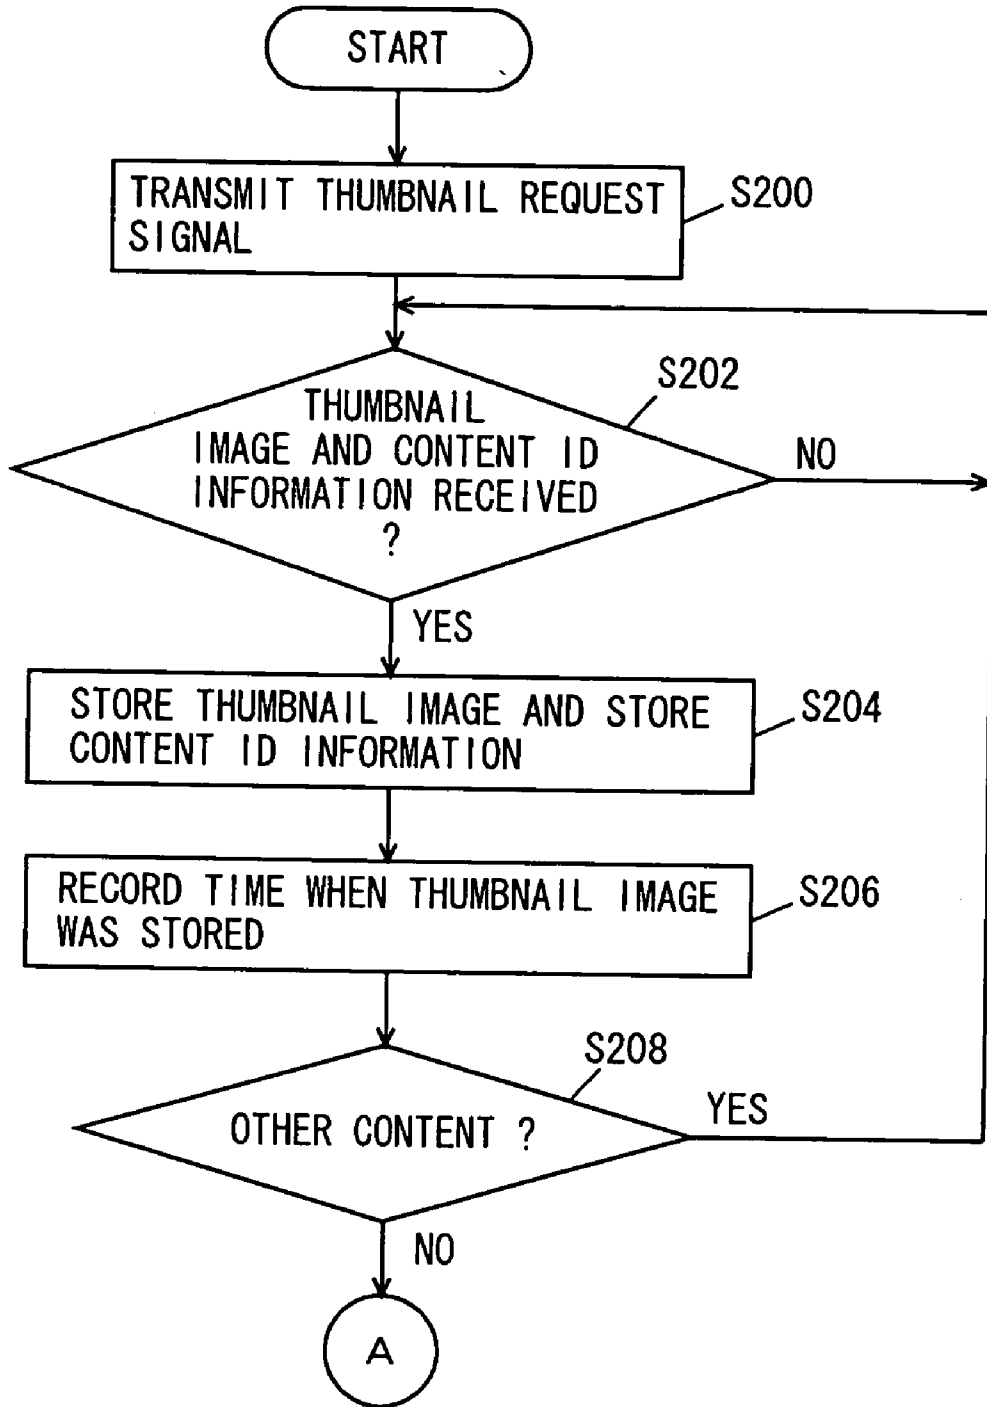 START
TRANSMIT THUMBNAIL REQUEST
SIGNAL
S200
S202
THUMBNAIL
IMAGE AND CONTENT ID
INFORMATION RECEIVED
?
NO
YES
STORE THUMBNAIL IMAGE AND STORE
CONTENT ID INFORMATION
S204
RECORD TIME WHEN THUMBNAIL IMAGE
WAS STORED
S206
S208
OTHER CONTENT ?
YES
NO
A